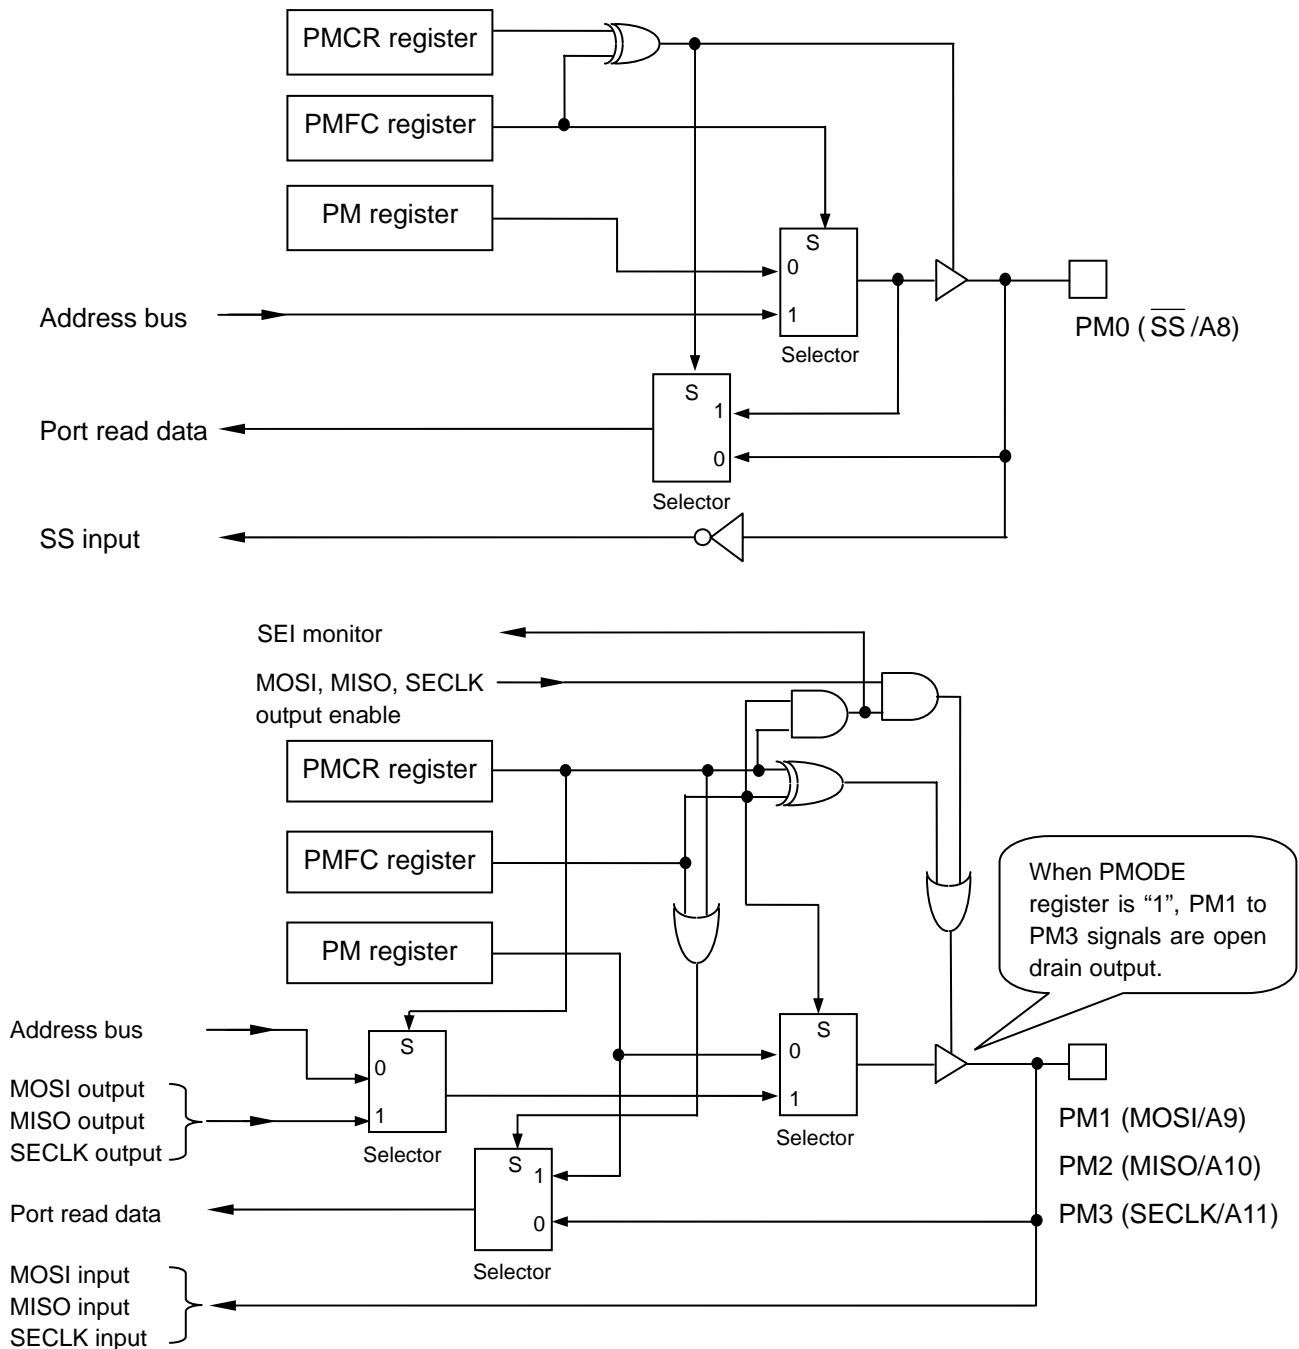 PMCR register
PMFC register
PM register
S
0
Address bus
1
PM0 ( SS /A8)
Selector
S
1
Port read data
0
Selector
SS input
SEI monitor
MOSI, MISO, SECLK
output enable
PMCR register
PMFC register
When PMODE
register is “1”, PM1 to
PM3 signals are open
drain output.
PM register
Address bus
S
0
S
0
MOSI output
MISO output
SECLK output
1
1
PM1 (MOSI/A9)
Selector
Selector
S
1
PM2 (MISO/A10)
Port read data
0
PM3 (SECLK/A11)
Selector
MOSI input
MISO input
SECLK input